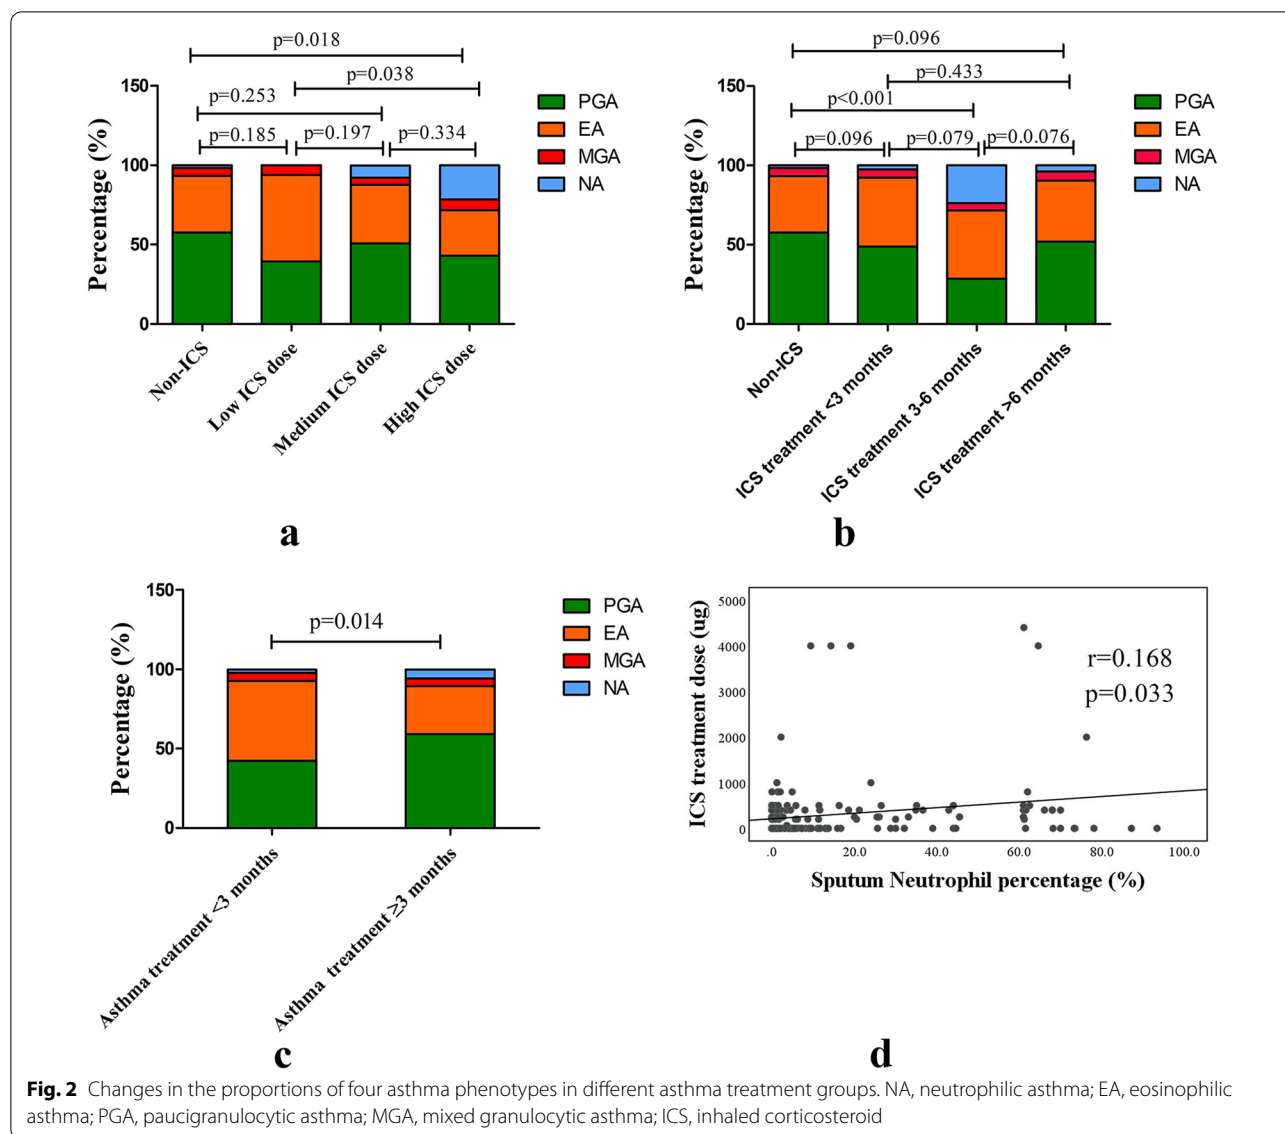 p=0.018
p=0.038
p=0.253
p=0.185
p=0.197
p=0.334
150
100
50
0
Percentage (%)
PGA
EA
MGA
NA
Non-ICS
Low ICS dose
Medium ICS dose
High ICS dose
a
p=0.096
p=0.433
p<0.001
p=0.096
p=0.079
p=0.0.076
150
100
50
0
Percentage (%)
PGA
EA
MGA
NA
Non-ICS
ICS treatment <3 months
ICS treatment 3-6 months
ICS treatment >6 months
b
p=0.014
150
100
50
0
Percentage (%)
PGA
EA
MGA
NA
Asthma treatment <3 months
Asthma treatment ≥3 months
c
ICS treatment dose (ug)
5000
4000
3000
2000
1000
0
r=0.168
p=0.033
.0 20.0 40.0 60.0 80.0 100.0
Sputum Neutrophil percentage (%)
d
Fig. 2 Changes in the proportions of four asthma phenotypes in different asthma treatment groups. NA, neutrophilic asthma; EA, eosinophilic
asthma; PGA, paucigranulocytic asthma; MGA, mixed granulocytic asthma; ICS, inhaled corticosteroid